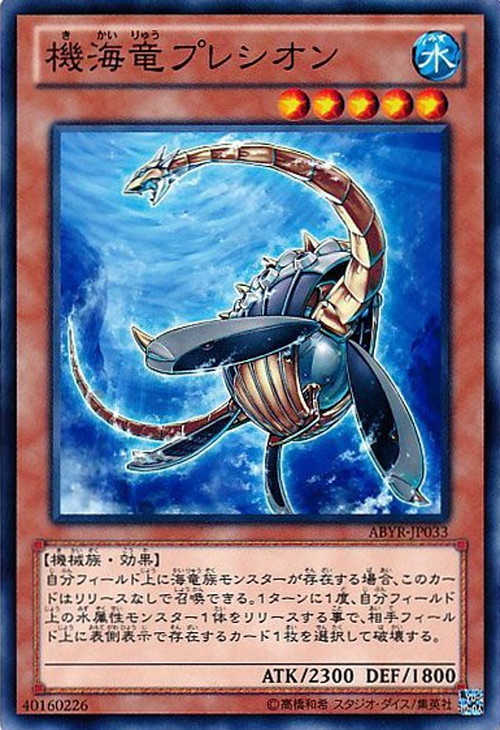 機海竜プレシオン
水
ABYR-JP033
【機械族・効果】
自分フィールド上に海竜族モンスターが存在する場合、このカー
ドはリリースなしで召喚できる。1ターンに1度、自分フィールド
上の水属性モンスター1体をリリースする事で、相手フィール
ド上に表側表示で存在するカード1枚を選択して破壊する。
ATK/2300 DEF/1800
40160226
©高橋和希 スタジオ・ダイス/集英社